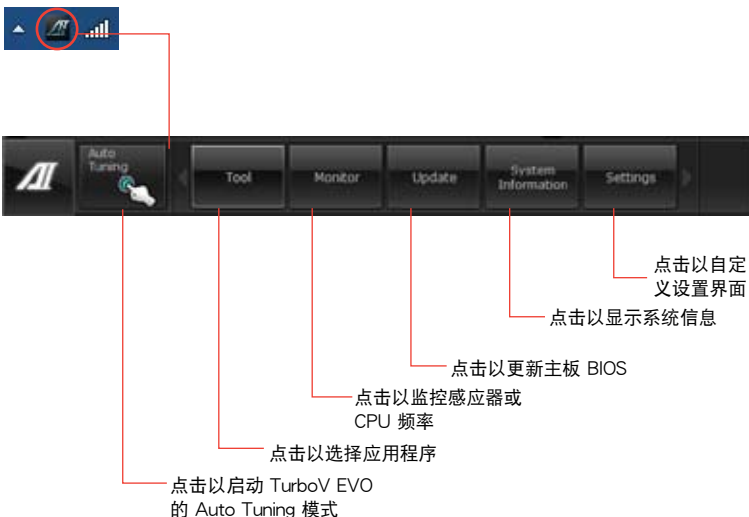 Auto
Tuning
Tool
Monitor
Update
System
Information
Settings
点击以自定
义设置界面
点击以显示系统信息
点击以更新主板 BIOS
点击以监控感应器或
CPU 频率
点击以选择应用程序
点击以启动 TurboV EVO
的 Auto Tuning 模式